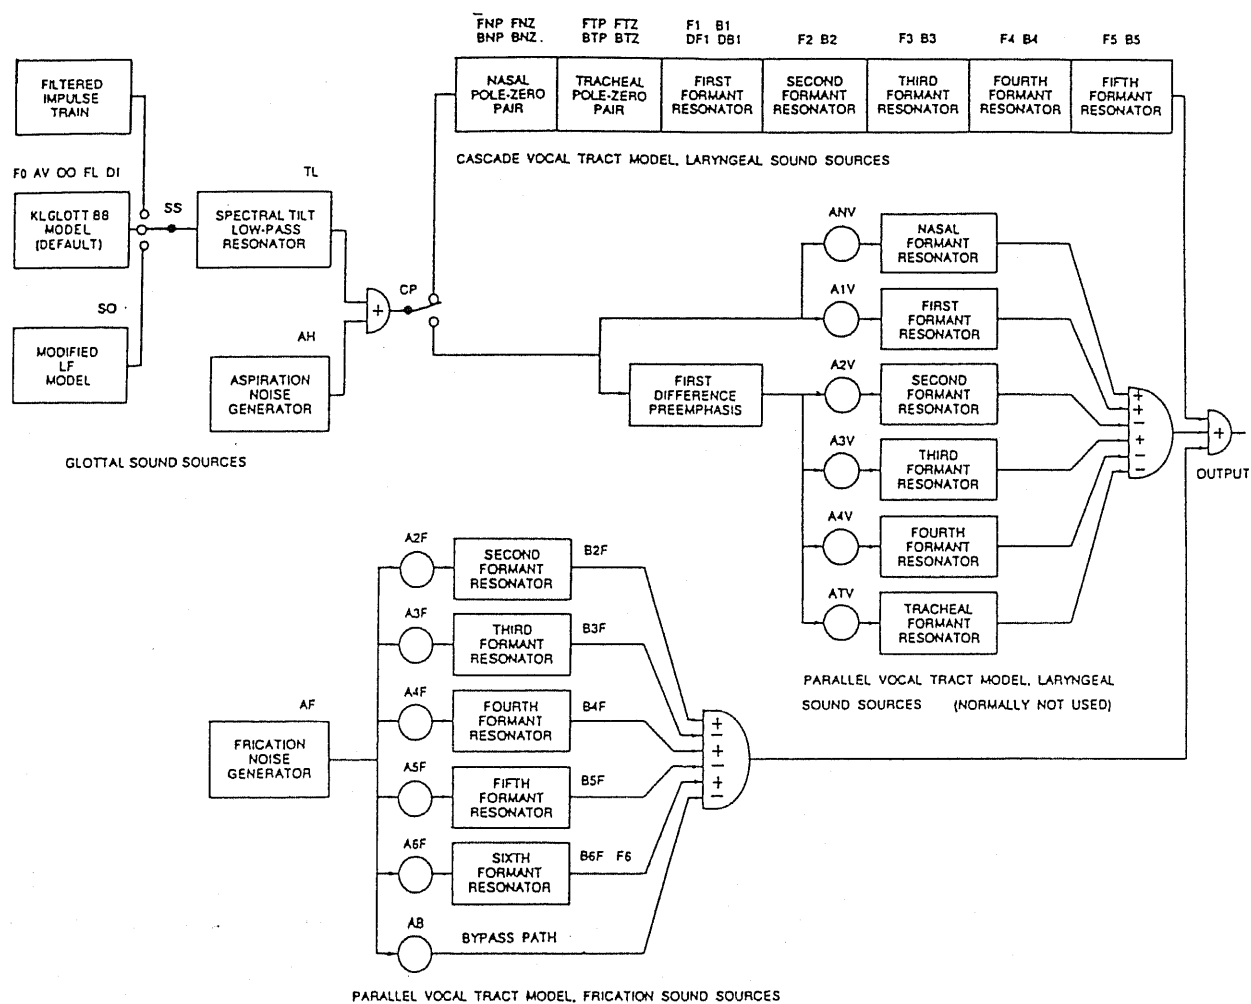 FNP FNZ
BNP BNZ.
FTP FTZ
BTP BTZ
F1 B1
DF1 DB1
F2 B2
F3 B3
F4 B4
F5 B5
NASAL
POLE-ZERO
PAIR
TRACHEAL
POLE-ZERO
PAIR
FIRST
FORMANT
RESONATOR
SECOND
FORMANT
RESONATOR
THIRD
FORMANT
RESONATOR
FOURTH
FORMANT
RESONATOR
FIFTH
FORMANT
RESONATOR
CASCADE VOCAL TRACT MODEL, LARYNGEAL SOUND SOURCES
FILTERED
IMPULSE
TRAIN
F0 AV OO FL DI
KLGLOTT 88
MODEL
(DEFAULT)
SS
TL
SPECTRAL TILT
LOW-PASS
RESONATOR
SO
MODIFIED
LF
MODEL
AH
ASPIRATION
NOISE
GENERATOR
+
CP
GLOTTAL SOUND SOURCES
FIRST
DIFFERENCE
PREEMPHASIS
ANV
NASAL
FORMANT
RESONATOR
A1V
FIRST
FORMANT
RESONATOR
A2V
SECOND
FORMANT
RESONATOR
A3V
THIRD
FORMANT
RESONATOR
A4V
FOURTH
FORMANT
RESONATOR
ATV
TRACHEAL
FORMANT
RESONATOR
+
+
−
+
−
−
+
OUTPUT
PARALLEL VOCAL TRACT MODEL, LARYNGEAL
SOUND SOURCES (NORMALLY NOT USED)
AF
FRICATION
NOISE
GENERATOR
A2F
SECOND
FORMANT
RESONATOR
B2F
A3F
THIRD
FORMANT
RESONATOR
B3F
A4F
FOURTH
FORMANT
RESONATOR
B4F
A5F
FIFTH
FORMANT
RESONATOR
B5F
A6F
SIXTH
FORMANT
RESONATOR
B6F F6
AB
BYPASS PATH
+
−
+
−
+
−
PARALLEL VOCAL TRACT MODEL, FRICATION SOUND SOURCES